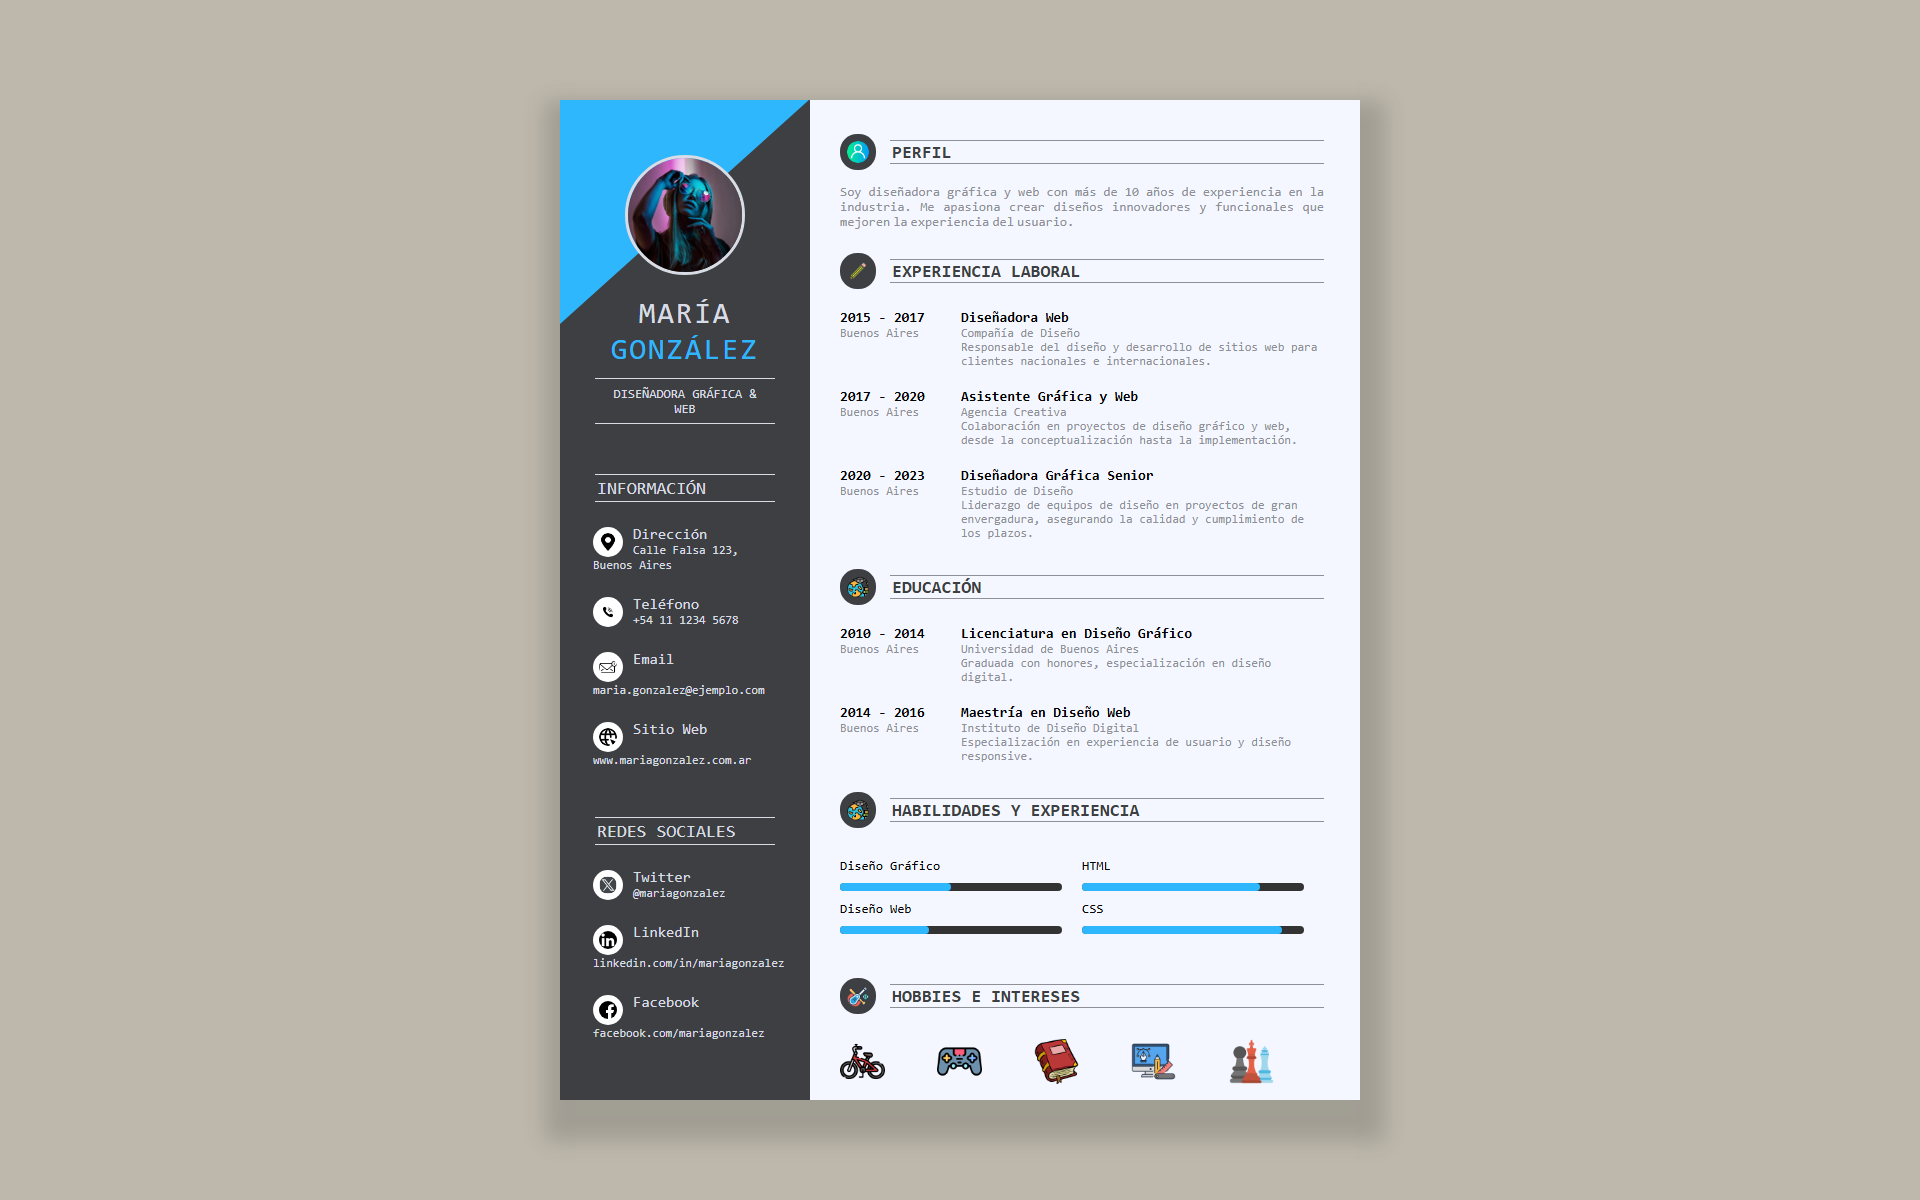 MARÍA
GONZÁLEZ
DISEÑADORA GRÁFICA &
WEB
INFORMACIÓN
Dirección
Calle Falsa 123,
Buenos Aires
Teléfono
+54 11 1234 5678
Email
maria.gonzalez@ejemplo.com
Sitio Web
www.mariagonzalez.com.ar
REDES SOCIALES
Twitter
@mariagonzalez
LinkedIn
linkedin.com/in/mariagonzalez
Facebook
facebook.com/mariagonzalez
PERFIL
Soy diseñadora gráfica y web con más de 10 años de experiencia en la
industria. Me apasiona crear diseños innovadores y funcionales que
mejoren la experiencia del usuario.
EXPERIENCIA LABORAL
2015 - 2017
Buenos Aires
Diseñadora Web
Compañía de Diseño
Responsable del diseño y desarrollo de sitios web para
clientes nacionales e internacionales.
2017 - 2020
Buenos Aires
Asistente Gráfica y Web
Agencia Creativa
Colaboración en proyectos de diseño gráfico y web,
desde la conceptualización hasta la implementación.
2020 - 2023
Buenos Aires
Diseñadora Gráfica Senior
Estudio de Diseño
Liderazgo de equipos de diseño en proyectos de gran
envergadura, asegurando la calidad y cumplimiento de
los plazos.
EDUCACIÓN
2010 - 2014
Buenos Aires
Licenciatura en Diseño Gráfico
Universidad de Buenos Aires
Graduada con honores, especialización en diseño
digital.
2014 - 2016
Buenos Aires
Maestría en Diseño Web
Instituto de Diseño Digital
Especialización en experiencia de usuario y diseño
responsive.
HABILIDADES Y EXPERIENCIA
Diseño Gráfico
HTML
Diseño Web
CSS
HOBBIES E INTERESES